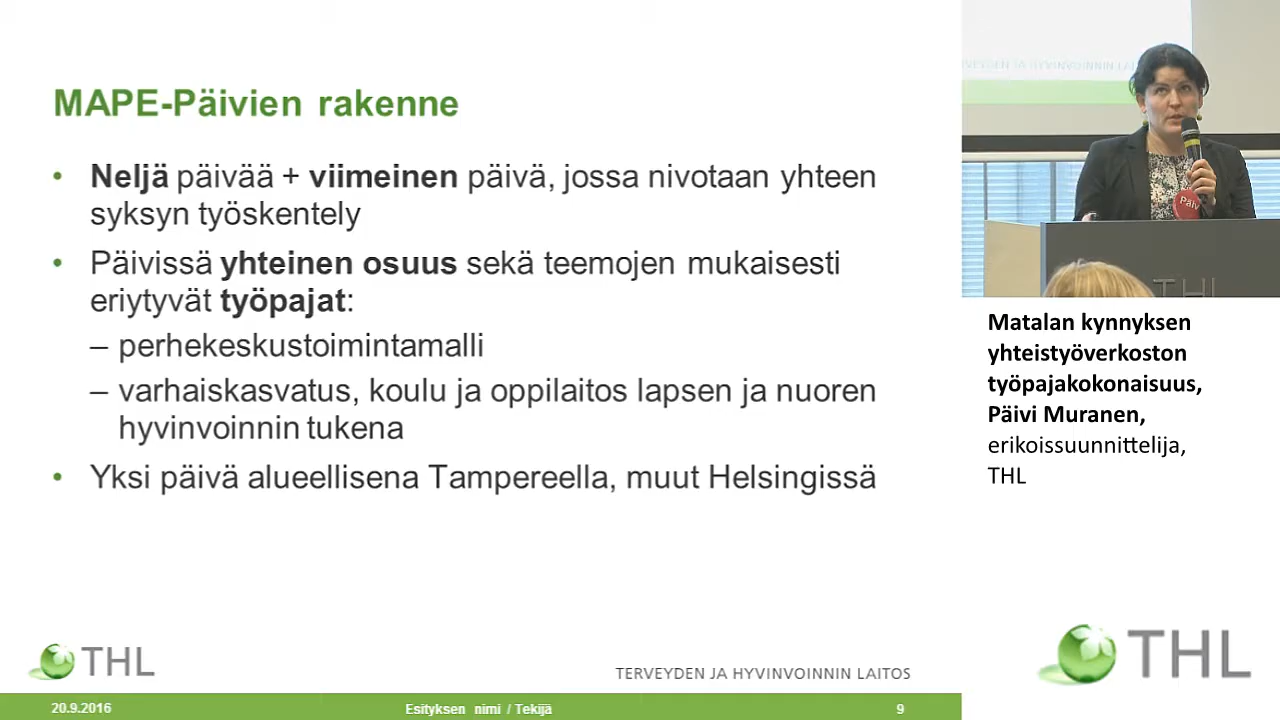 MAPE-Päivien rakenne
• Neljä päivää + viimeinen päivä, jossa nivotaan yhteen
syksyn työskentely
• Päivissä yhteinen osuus sekä teemojen mukaisesti
eriytyvät työpajat:
– perhekeskustoimintamalli
– varhaiskasvatus, koulu ja oppilaitos lapsen ja nuoren
hyvinvoinnin tukena
• Yksi päivä alueellisena Tampereella, muut Helsingissä
THL
TERVEYDEN JA HYVINVOINNIN LAITOS
20.9.2016
Esityksen nimi / Tekijä
9
Päiv
THL
Matalan kynnyksen
yhteistyöverkoston
työpajakokonaisuus,
Päivi Muranen,
erikoissuunnittelija,
THL
THL